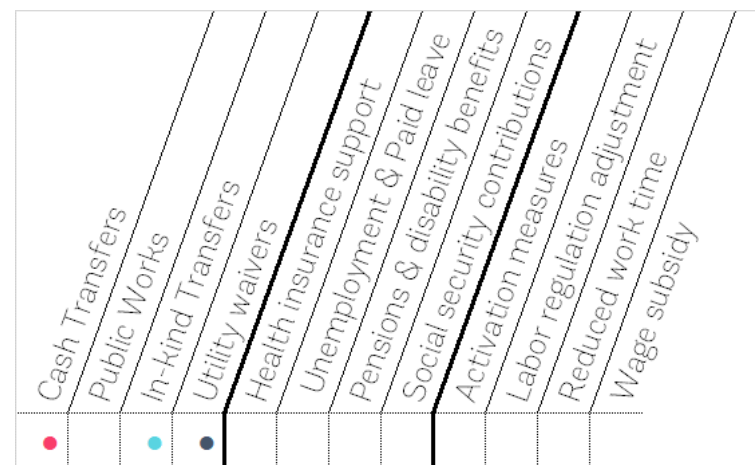 Cash Transfers
Public Works
In-kind Transfers
Utility waivers
Health insurance support
Unemployment & Paid leave
Pensions & disability benefits
Social security contributions
Activation measures
Labor regulation adjustment
Reduced work time
Wage subsidy